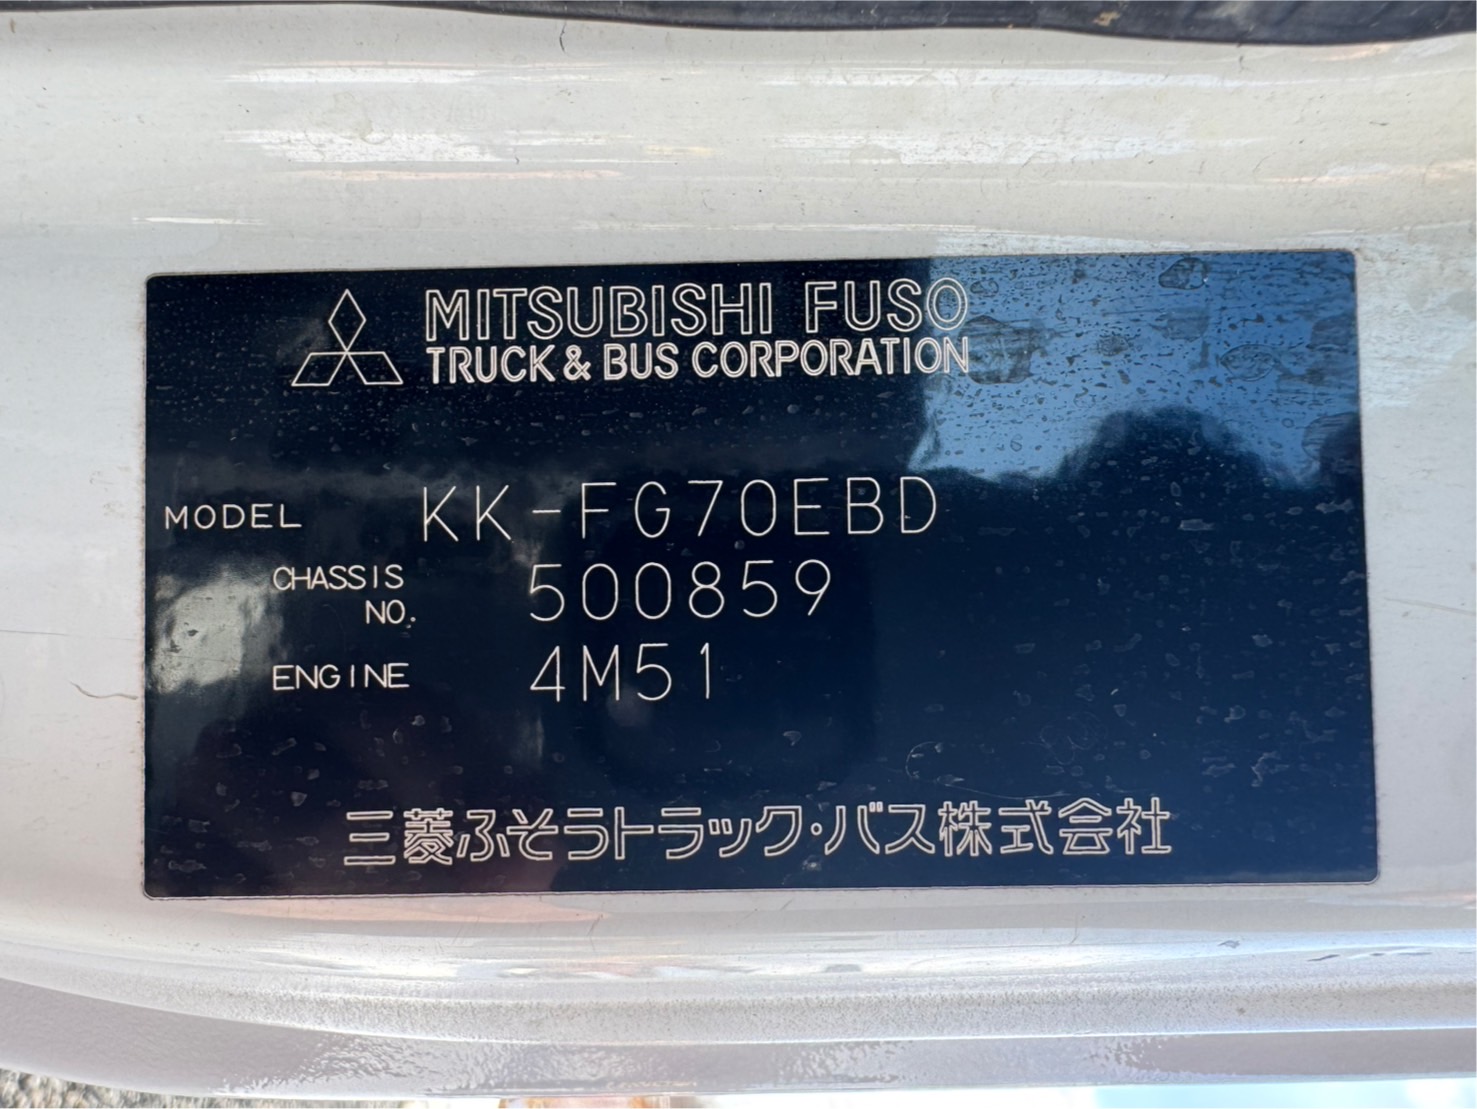 MITSUBISHI FUSO
TRUCK & BUS CORPORATION
MODEL KK-FG70EBD
CHASSIS NO. 500859
ENGINE 4M51
三菱ふそうトラック・バス株式会社